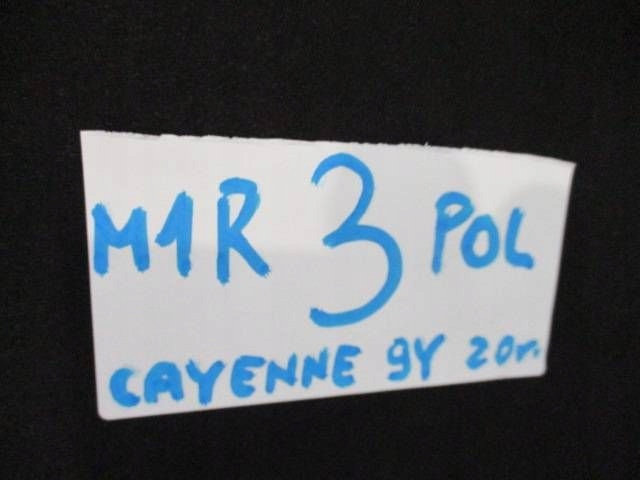 M1R 3 POL
CAYENNE 9Y 20r.